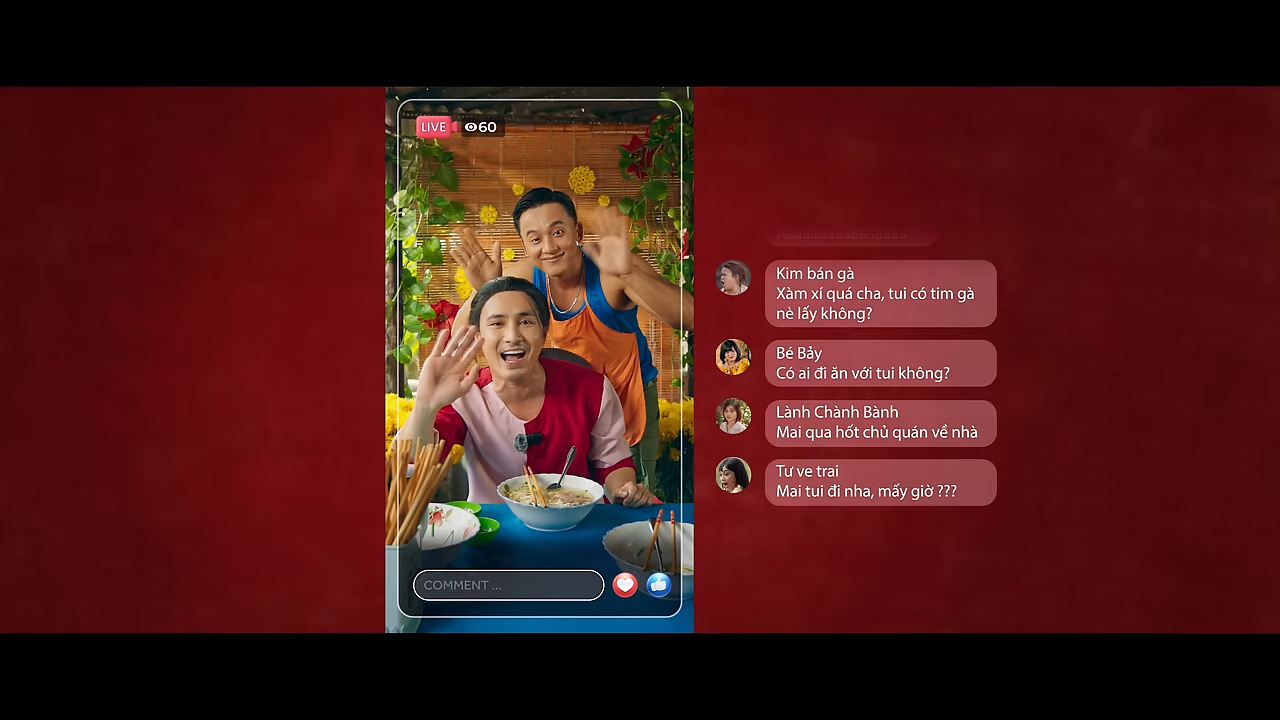 LIVE
60
Kim bán gà
Xàm xí quá cha, tui có tim gà
nè lấy không?
Bé Bảy
Có ai đi ăn với tui không?
Lành Chành Bành
Mai qua hốt chủ quán về nhà
Tư ve trai
Mai tui đi nha, mấy giờ ???
COMMENT ...